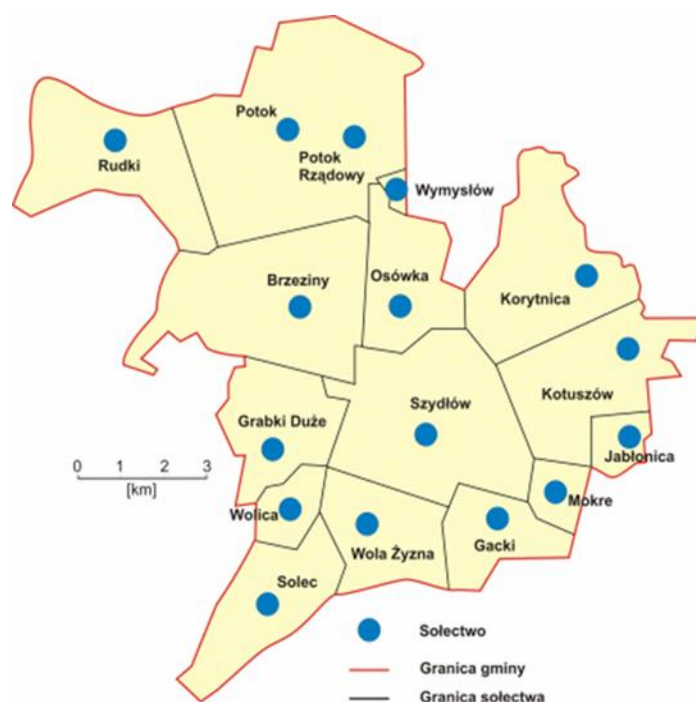 Potok
Rudki
Potok
Rządowy
Wymysłów
Brzeziny
Osówka
Korytnica
Kotuszów
Szydłów
Grabki Duże
Jabłonica
0 1 2 3
[km]
Mokre
Wolica
Gacki
Wola Żyzna
Solec
Sołectwo
Granica gminy
Granica sołectwa